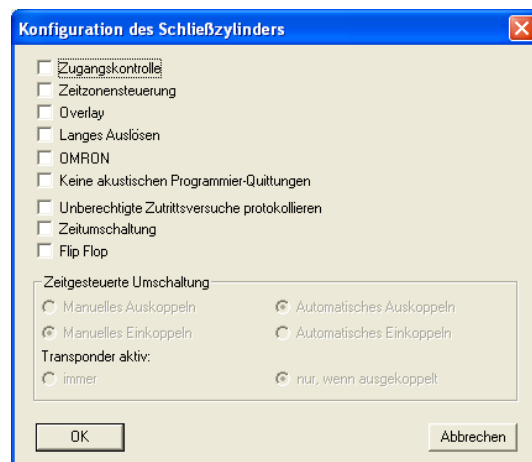 Konfiguration des Schließzylinders
Zugangskontrolle
Zeitzonensteuerung
Overlay
Langes Auslösen
OMRON
Keine akustischen Programmier-Quittungen
Unberechtigte Zutrittsversuche protokollieren
Zeitumschaltung
Flip Flop
Zeitgesteuerte Umschaltung
Manuelles Auskoppeln Automatisches Auskoppeln
Manuelles Einkoppeln Automatisches Einkoppeln
Transponder aktiv:
immer nur, wenn ausgekoppelt
OK Abbrechen